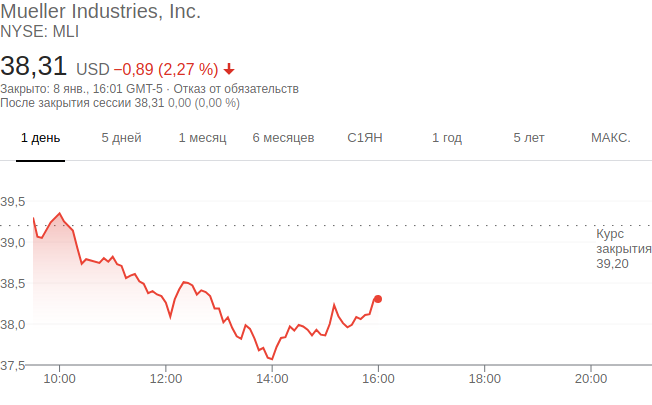 Mueller Industries, Inc.
NYSE: MLI
38,31 USD −0,89 (2,27 %)
Закрыто: 8 янв., 16:01 GMT-5 · Отказ от обязательств
После закрытия сессии 38,31 0,00 (0,00 %)
1 день 5 дней 1 месяц 6 месяцев С1ЯН 1 год 5 лет МАКС.
39,5
39,0
38,5
38,0
37,5
Курс
закрытия
39,20
10:00 12:00 14:00 16:00 18:00 20:00